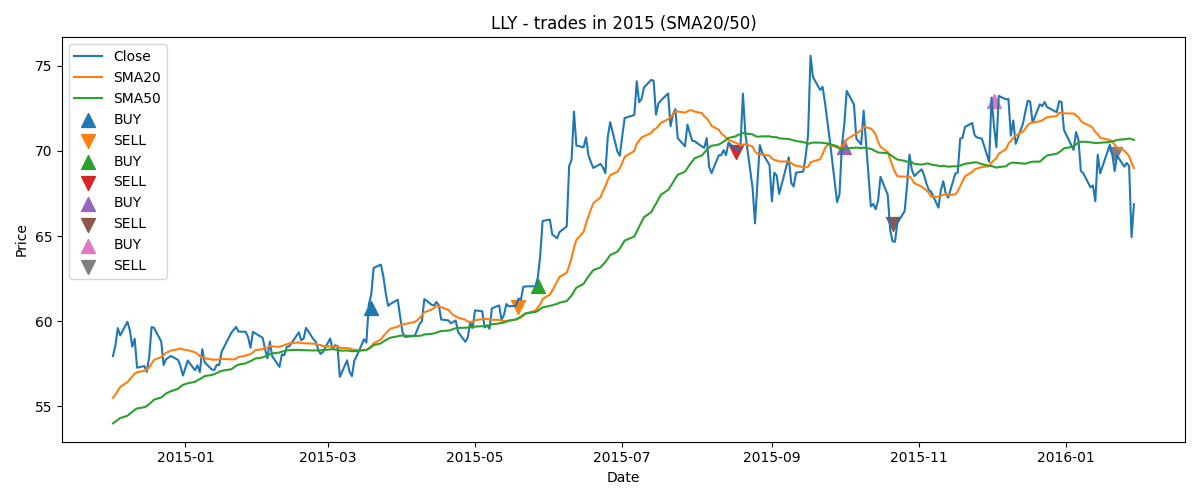 LLY - trades in 2015 (SMA20/50)
Close
SMA20
SMA50
BUY
SELL
BUY
SELL
BUY
SELL
BUY
SELL
Price
75
70
65
60
55
2015-01 2015-03 2015-05 2015-07 2015-09 2015-11 2016-01
Date